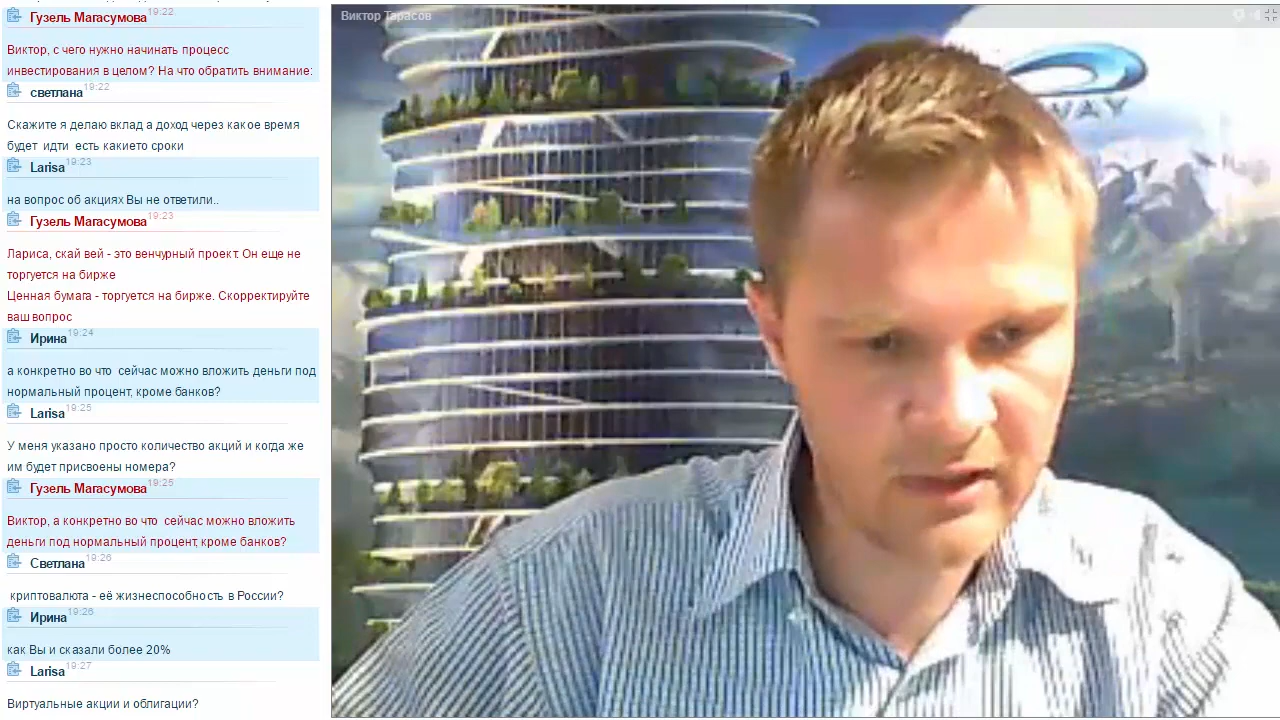 Гузель Магасумова 19:22
Виктор, с чего нужно начинать процесс
инвестирования в целом? На что обратить внимание:
светлана 19:22
Скажите я делаю вклад а доход через какое время
будет идти есть какието сроки
Larisa 19:23
на вопрос об акциях Вы не ответили..
Гузель Магасумова 19:23
Лариса, скай вей - это венчурный проект. Он еще не
торгуется на бирже
Ценная бумага - торгуется на бирже. Скорректируйте
ваш вопрос
Ирина 19:24
а конкретно во что сейчас можно вложить деньги под
нормальный процент, кроме банков?
Larisa 19:25
У меня указано просто количество акций и когда же
им будет присвоены номера?
Гузель Магасумова 19:25
Виктор, а конкретно во что сейчас можно вложить
деньги под нормальный процент, кроме банков?
Светлана 19:26
криптовалюта - её жизнеспособность в России?
Ирина 19:26
как Вы и сказали более 20%
Larisa 19:27
Виртуальные акции и облигации?
Виктор Тарасов
WAY